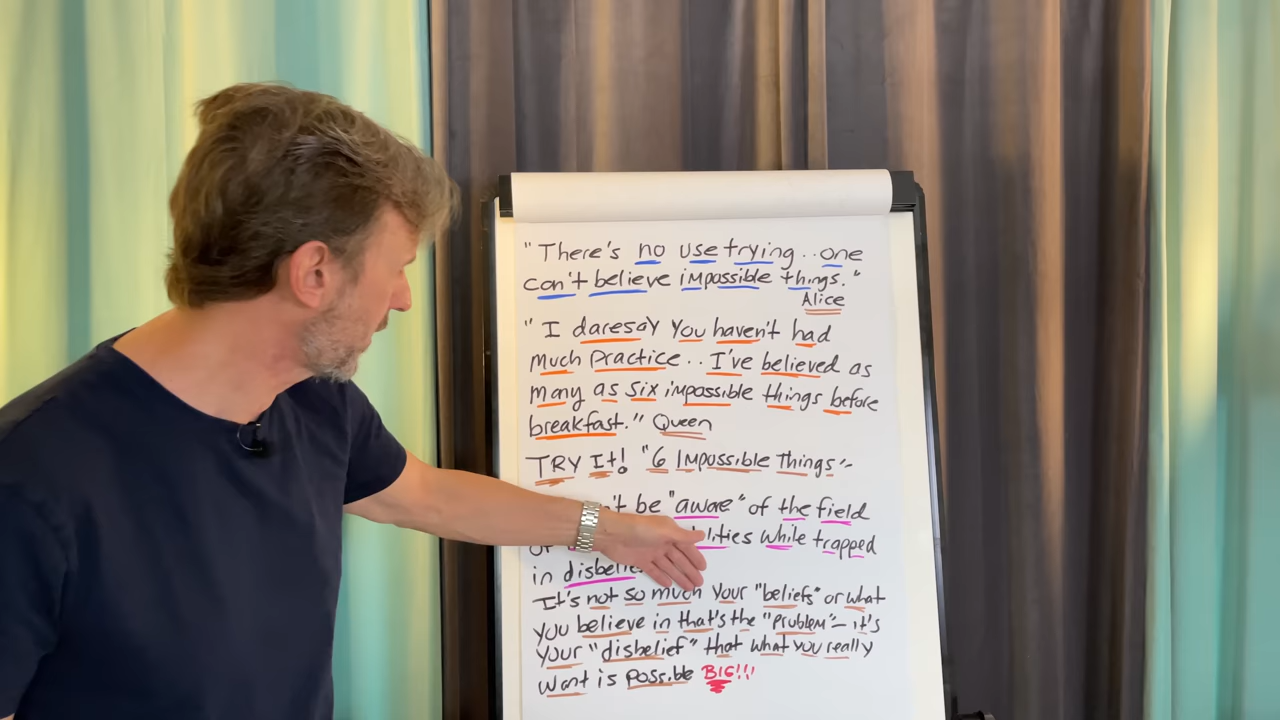 "There's no use trying.. one
can't believe impossible things."
Alice
"I daresay you haven't had
much practice.. I've believed as
many as six impossible things before
breakfast." Queen
TRY It! "6 Impossible Things"-
't be "aware" of the field
lities while trapped
in
It's not so much your "beliefs" or what
you believe in that's the "problem" - it's
your "disbelief" that what you really
want is possible BIG!!!